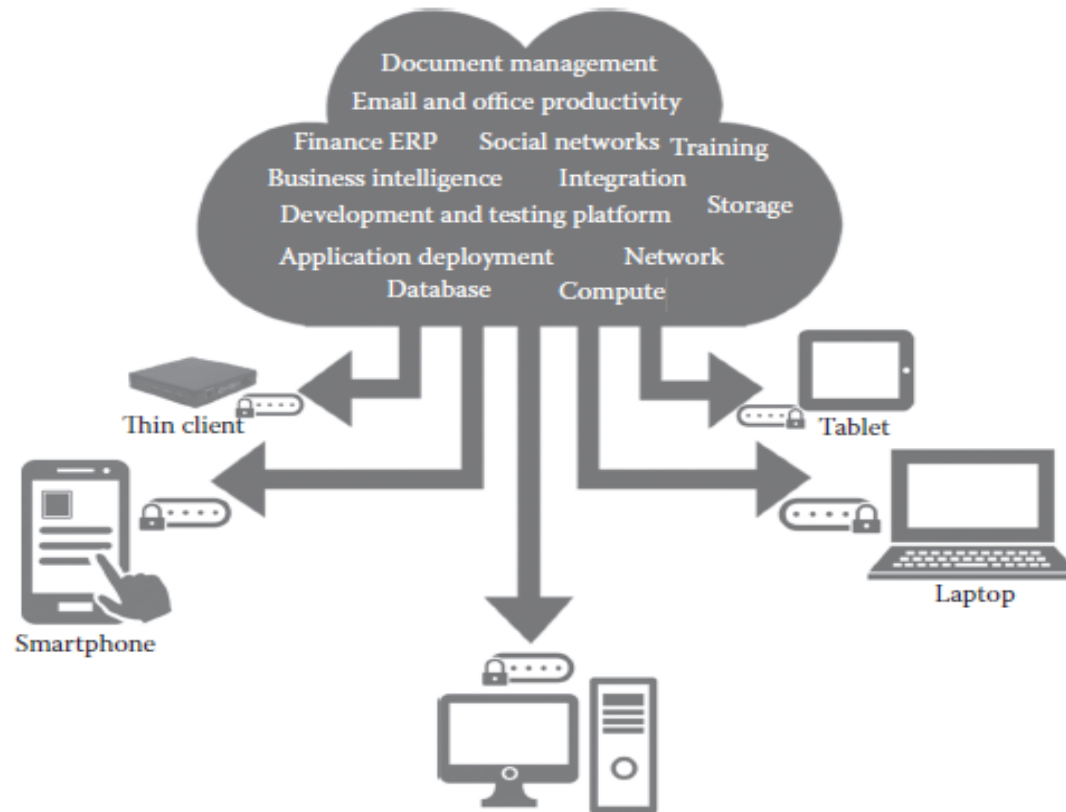 Document management
Email and office productivity
Finance ERP Social networks Training
Business intelligence Integration
Storage
Development and testing platform
Application deployment Network
Database Compute
Thin client
Tablet
Smartphone
Laptop